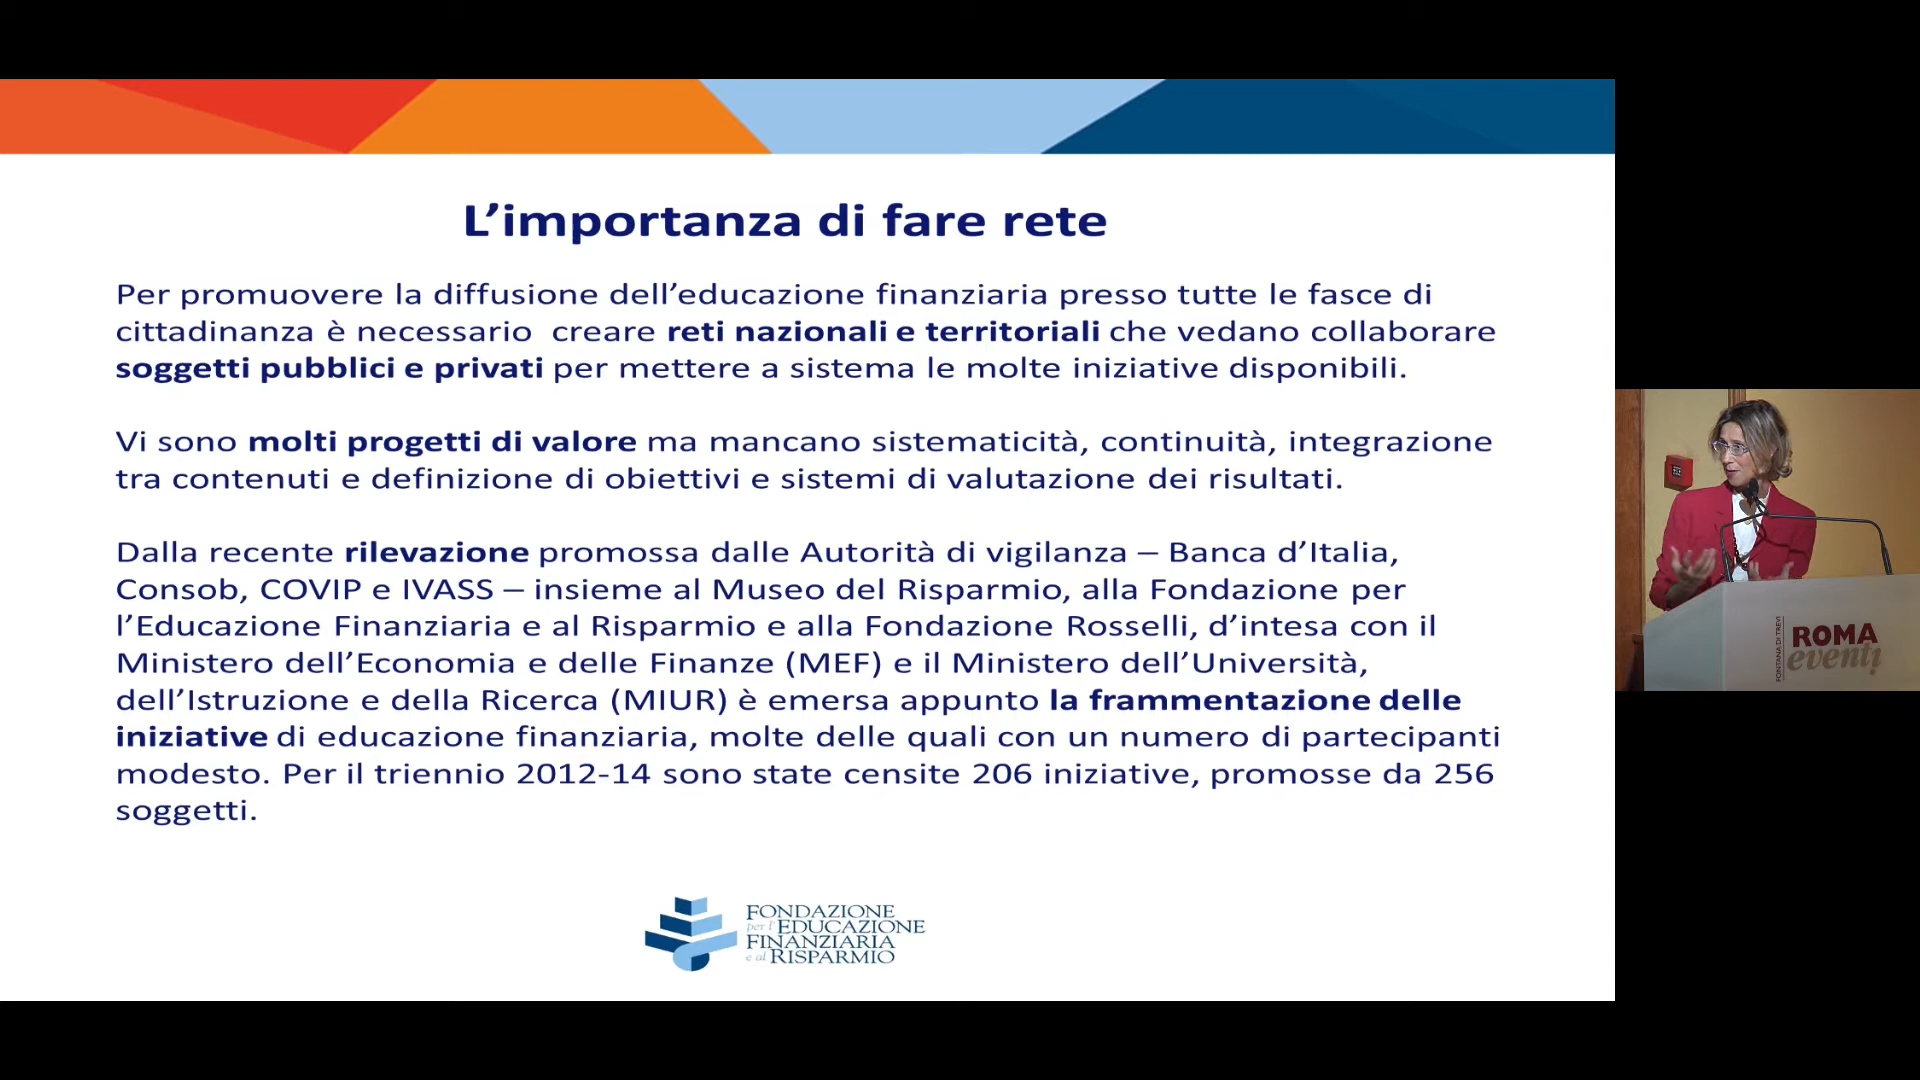 L’importanza di fare rete
Per promuovere la diffusione dell’educazione finanziaria presso tutte le fasce di
cittadinanza è necessario creare reti nazionali e territoriali che vedano collaborare
soggetti pubblici e privati per mettere a sistema le molte iniziative disponibili.
Vi sono molti progetti di valore ma mancano sistematicità, continuità, integrazione
tra contenuti e definizione di obiettivi e sistemi di valutazione dei risultati.
Dalla recente rilevazione promossa dalle Autorità di vigilanza – Banca d’Italia,
Consob, COVIP e IVASS – insieme al Museo del Risparmio, alla Fondazione per
l’Educazione Finanziaria e al Risparmio e alla Fondazione Rosselli, d’intesa con il
Ministero dell’Economia e delle Finanze (MEF) e il Ministero dell’Università,
dell’Istruzione e della Ricerca (MIUR) è emersa appunto la frammentazione delle
iniziative di educazione finanziaria, molte delle quali con un numero di partecipanti
modesto. Per il triennio 2012-14 sono state censite 206 iniziative, promosse da 256
soggetti.
FONDAZIONE
per l’EDUCAZIONE
FINANZIARIA
e al RISPARMIO
FONTANA DI TREVI
ROMA
eventi